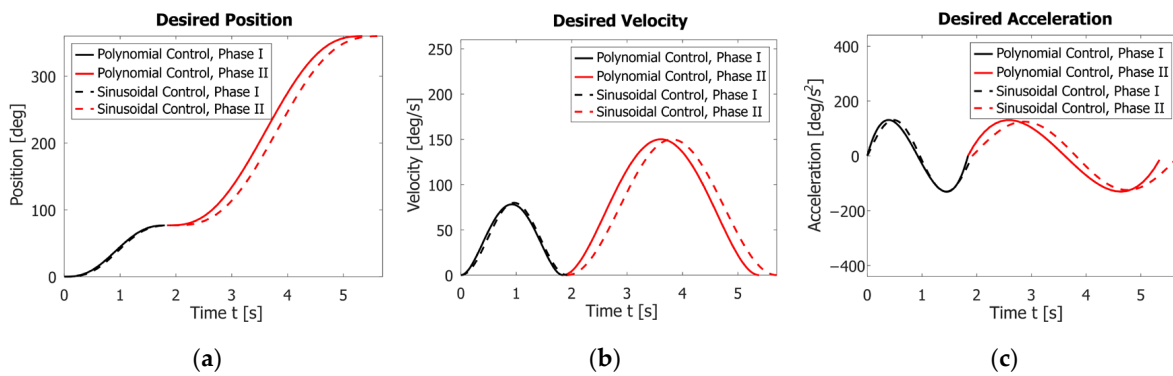 Desired Position
Polynomial Control, Phase I
Polynomial Control, Phase II
Sinusoidal Control, Phase I
Sinusoidal Control, Phase II
Position [deg]
300
200
100
0
0 1 2 3 4 5
Time t [s]
(a)
Desired Velocity
Polynomial Control, Phase I
Polynomial Control, Phase II
Sinusoidal Control, Phase I
Sinusoidal Control, Phase II
Velocity [deg/s]
250
200
150
100
50
0
0 1 2 3 4 5
Time t [s]
(b)
Desired Acceleration
Polynomial Control, Phase I
Polynomial Control, Phase II
Sinusoidal Control, Phase I
Sinusoidal Control, Phase II
Acceleration [deg/s²]
400
200
0
-200
-400
0 1 2 3 4 5
Time t [s]
(c)